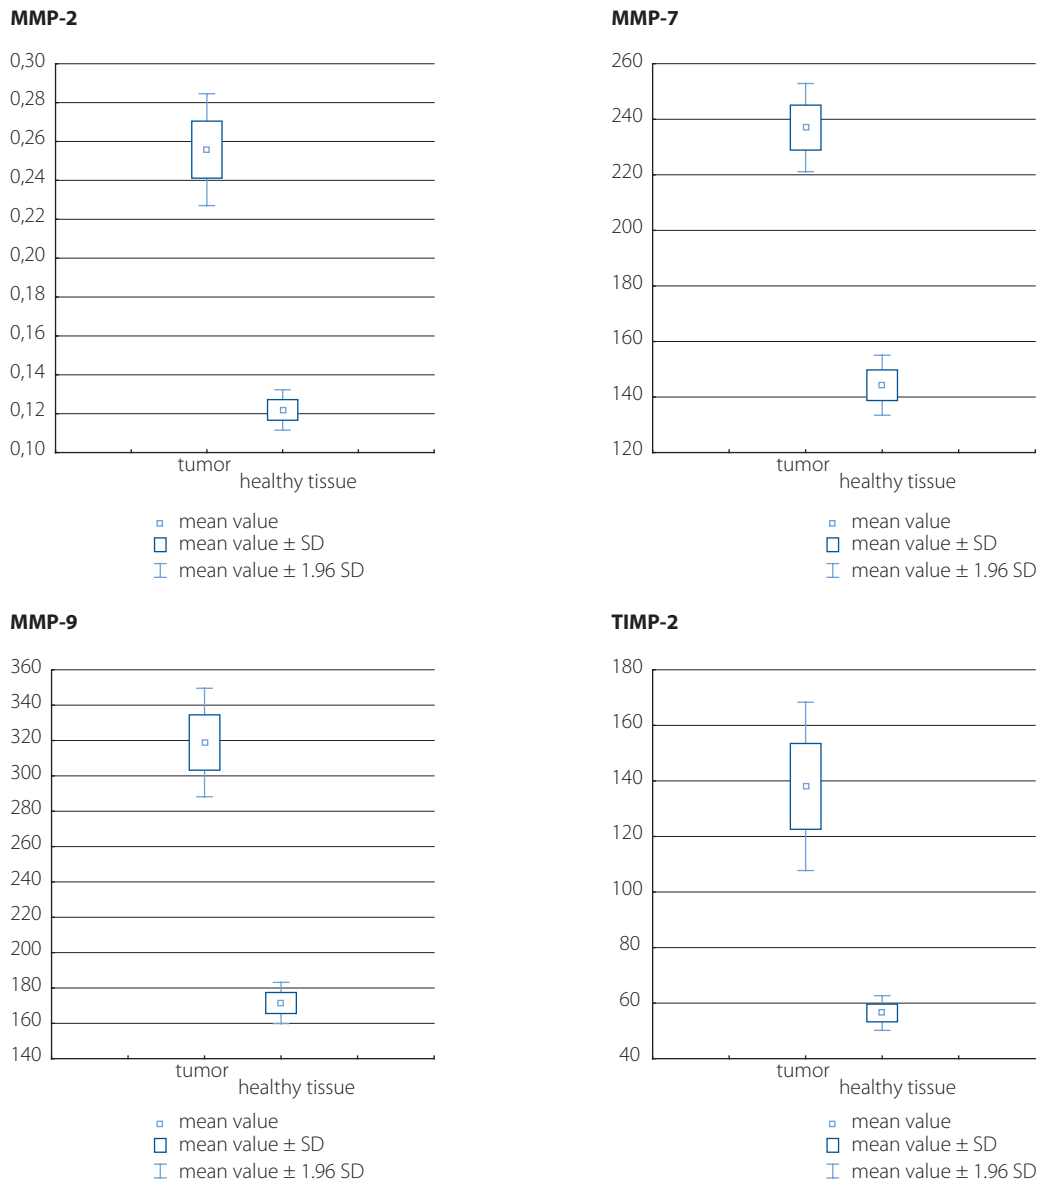 MMP-2
0,30
0,28
0,26
0,24
0,22
0,20
0,18
0,16
0,14
0,12
0,10
tumor
healthy tissue
mean value
mean value ± SD
mean value ± 1.96 SD
MMP-7
260
240
220
200
180
160
140
120
tumor
healthy tissue
mean value
mean value ± SD
mean value ± 1.96 SD
MMP-9
360
340
320
300
280
260
240
220
200
180
160
140
tumor
healthy tissue
mean value
mean value ± SD
mean value ± 1.96 SD
TIMP-2
180
160
140
120
100
80
60
40
tumor
healthy tissue
mean value
mean value ± SD
mean value ± 1.96 SD